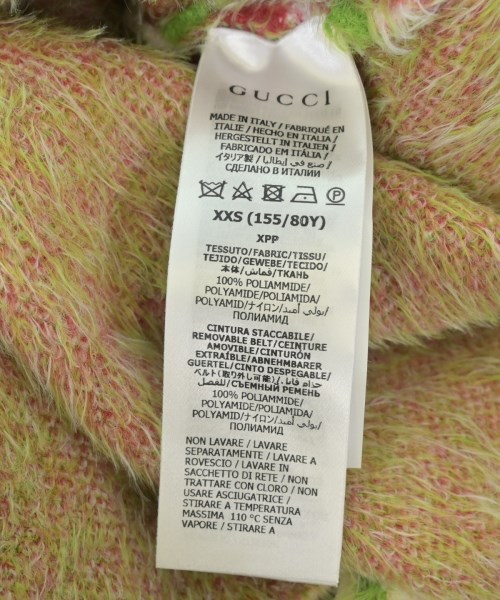 GUCCI
MADE IN ITALY / FABRIQUÉ EN
ITALIE / HECHO EN ITALIA/
HERGESTELLT IN ITALIEN /
FABRICADO EM ITÁLIA /
イタリア製 / صنع في إيطاليا /
СДЕЛАНО В ИТАЛИИ
P
XXS (155/80Y)
XPP
TESSUTO/FABRIC/TISSU/
TEJIDO/GEWEBE/TECIDO/
本体/قماش/ТКАНЬ
100% POLIAMMIDE/
POLYAMIDE/POLIAMIDA/
POLYAMID/ナイロン/بولي أميد/
ПОЛИАМИД
CINTURA STACCABILE/
REMOVABLE BELT/CEINTURE
AMOVIBLE/CINTURÓN
EXTRAÍBLE/ABNEHMBARER
GUERTEL/CINTO DESPEGABLE/
ベルト(取り外し可能)/حزام قابل/
للفصل/СЪЕМНЫЙ РЕМЕНЬ
100% POLIAMMIDE/
POLYAMIDE/POLIAMIDA/
POLYAMID/ナイロン/بولي أميد/
ПОЛИАМИД
NON LAVARE / LAVARE
SEPARATAMENTE / LAVARE A
ROVESCIO / LAVARE IN
SACCHETTO DI RETE / NON
TRATTARE CON CLORO / NON
USARE ASCIUGATRICE /
STIRARE A TEMPERATURA
MASSIMA 110 °C SENZA
VAPORE / STIRARE A